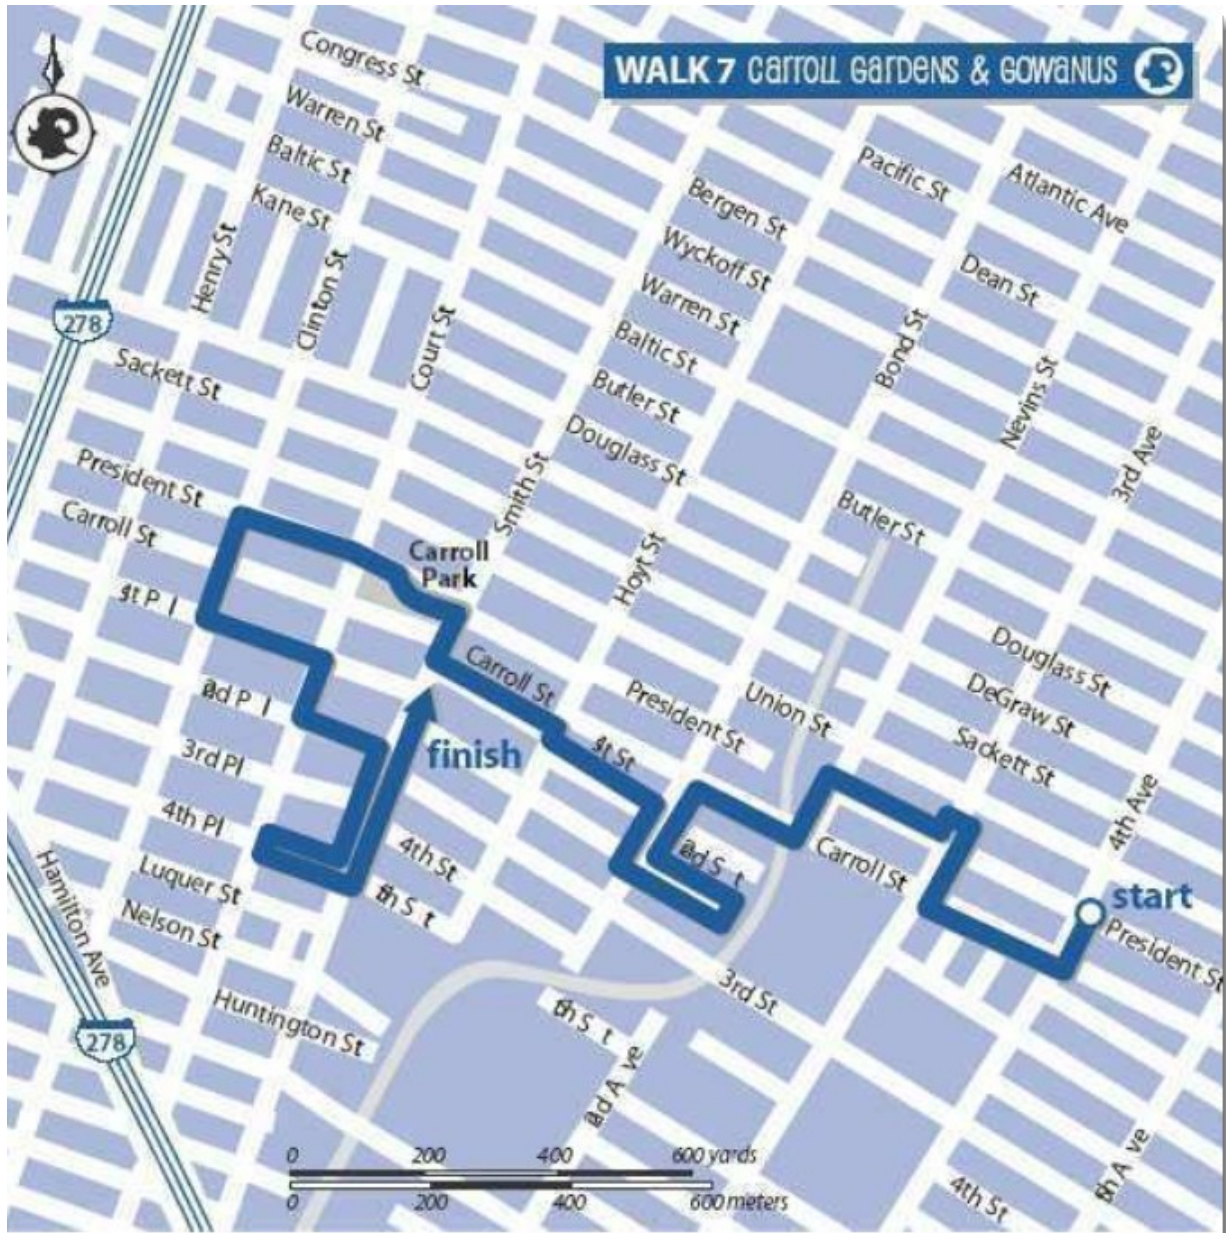 WALK 7 CARROLL GARDENS & GOWANUS
Congress St
Warren St
Baltic St
Kane St
Pacific St
Atlantic Ave
Bergen St
Wyckoff St
Warren St
Baltic St
Butler St
Douglass St
Dean St
Henry St
Clinton St
Court St
Bond St
Nevins St
3rd Ave
278
Sackett St
President St
Carroll St
Smith St
Hoyt St
Butler St
Carroll
Park
Carroll St
President St
Union St
Douglass St
DeGraw St
Sackett St
4th Ave
3rd Pl
4th Pl
finish
Carroll St
start
President St
4th St
Luquer St
Nelson St
Hamilton Ave
Huntington St
278
3rd St
4th St
0 200 400 600 yards
0 200 400 600 meters